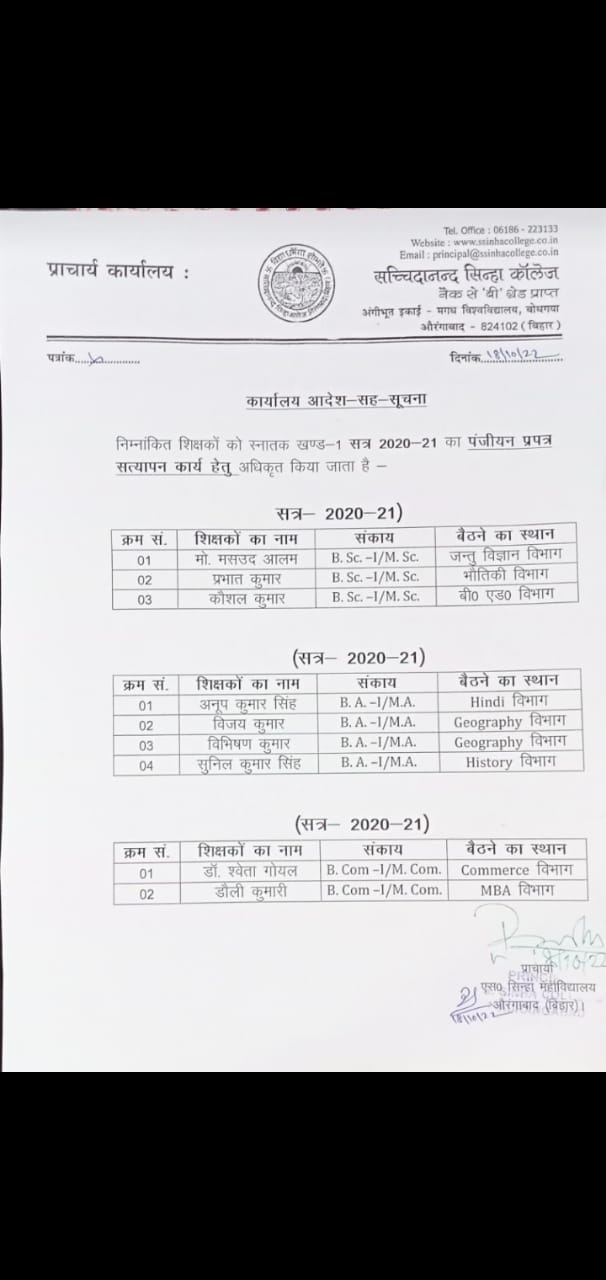 Tel. Office : 06186 - 223133
Website : www.ssinhacollege.co.in
Email : principal@ssinhacollege.co.in
प्राचार्य कार्यालय :
सच्चिदानन्द सिन्हा कॉलेज
नैक से 'बी' ग्रेड प्राप्त
अंगीभूत इकाई - मगध विश्वविद्यालय, बोधगया
औरंगाबाद - 824102 ( बिहार )
पत्रांक..................
दिनांक 18/10/22
कार्यालय आदेश–सह–सूचना
निम्नांकित शिक्षकों को स्नातक खण्ड–1 सत्र 2020–21 का पंजीयन प्रपत्र
सत्यापन कार्य हेतु अधिकृत किया जाता है –
सत्र– 2020–21)
क्रम सं. शिक्षकों का नाम संकाय बैठने का स्थान
01 मो. मसउद आलम B. Sc. –I/M. Sc. जन्तु विज्ञान विभाग
02 प्रभात कुमार B. Sc. –I/M. Sc. भौतिकी विभाग
03 कौशल कुमार B. Sc. –I/M. Sc. बी0 एड0 विभाग
(सत्र– 2020–21)
क्रम सं. शिक्षकों का नाम संकाय बैठने का स्थान
01 अनूप कुमार सिंह B. A. –I/M.A. Hindi विभाग
02 विजय कुमार B. A. –I/M.A. Geography विभाग
03 विभिषण कुमार B. A. –I/M.A. Geography विभाग
04 सुनिल कुमार सिंह B. A. –I/M.A. History विभाग
(सत्र– 2020–21)
क्रम सं. शिक्षकों का नाम संकाय बैठने का स्थान
01 डॉ. श्वेता गोयल B. Com –I/M. Com. Commerce विभाग
02 डौली कुमारी B. Com –I/M. Com. MBA विभाग
18/10/22
प्राचार्या
एस0 सिन्हा महाविद्यालय
औरंगाबाद (बिहार)।
18/10/22